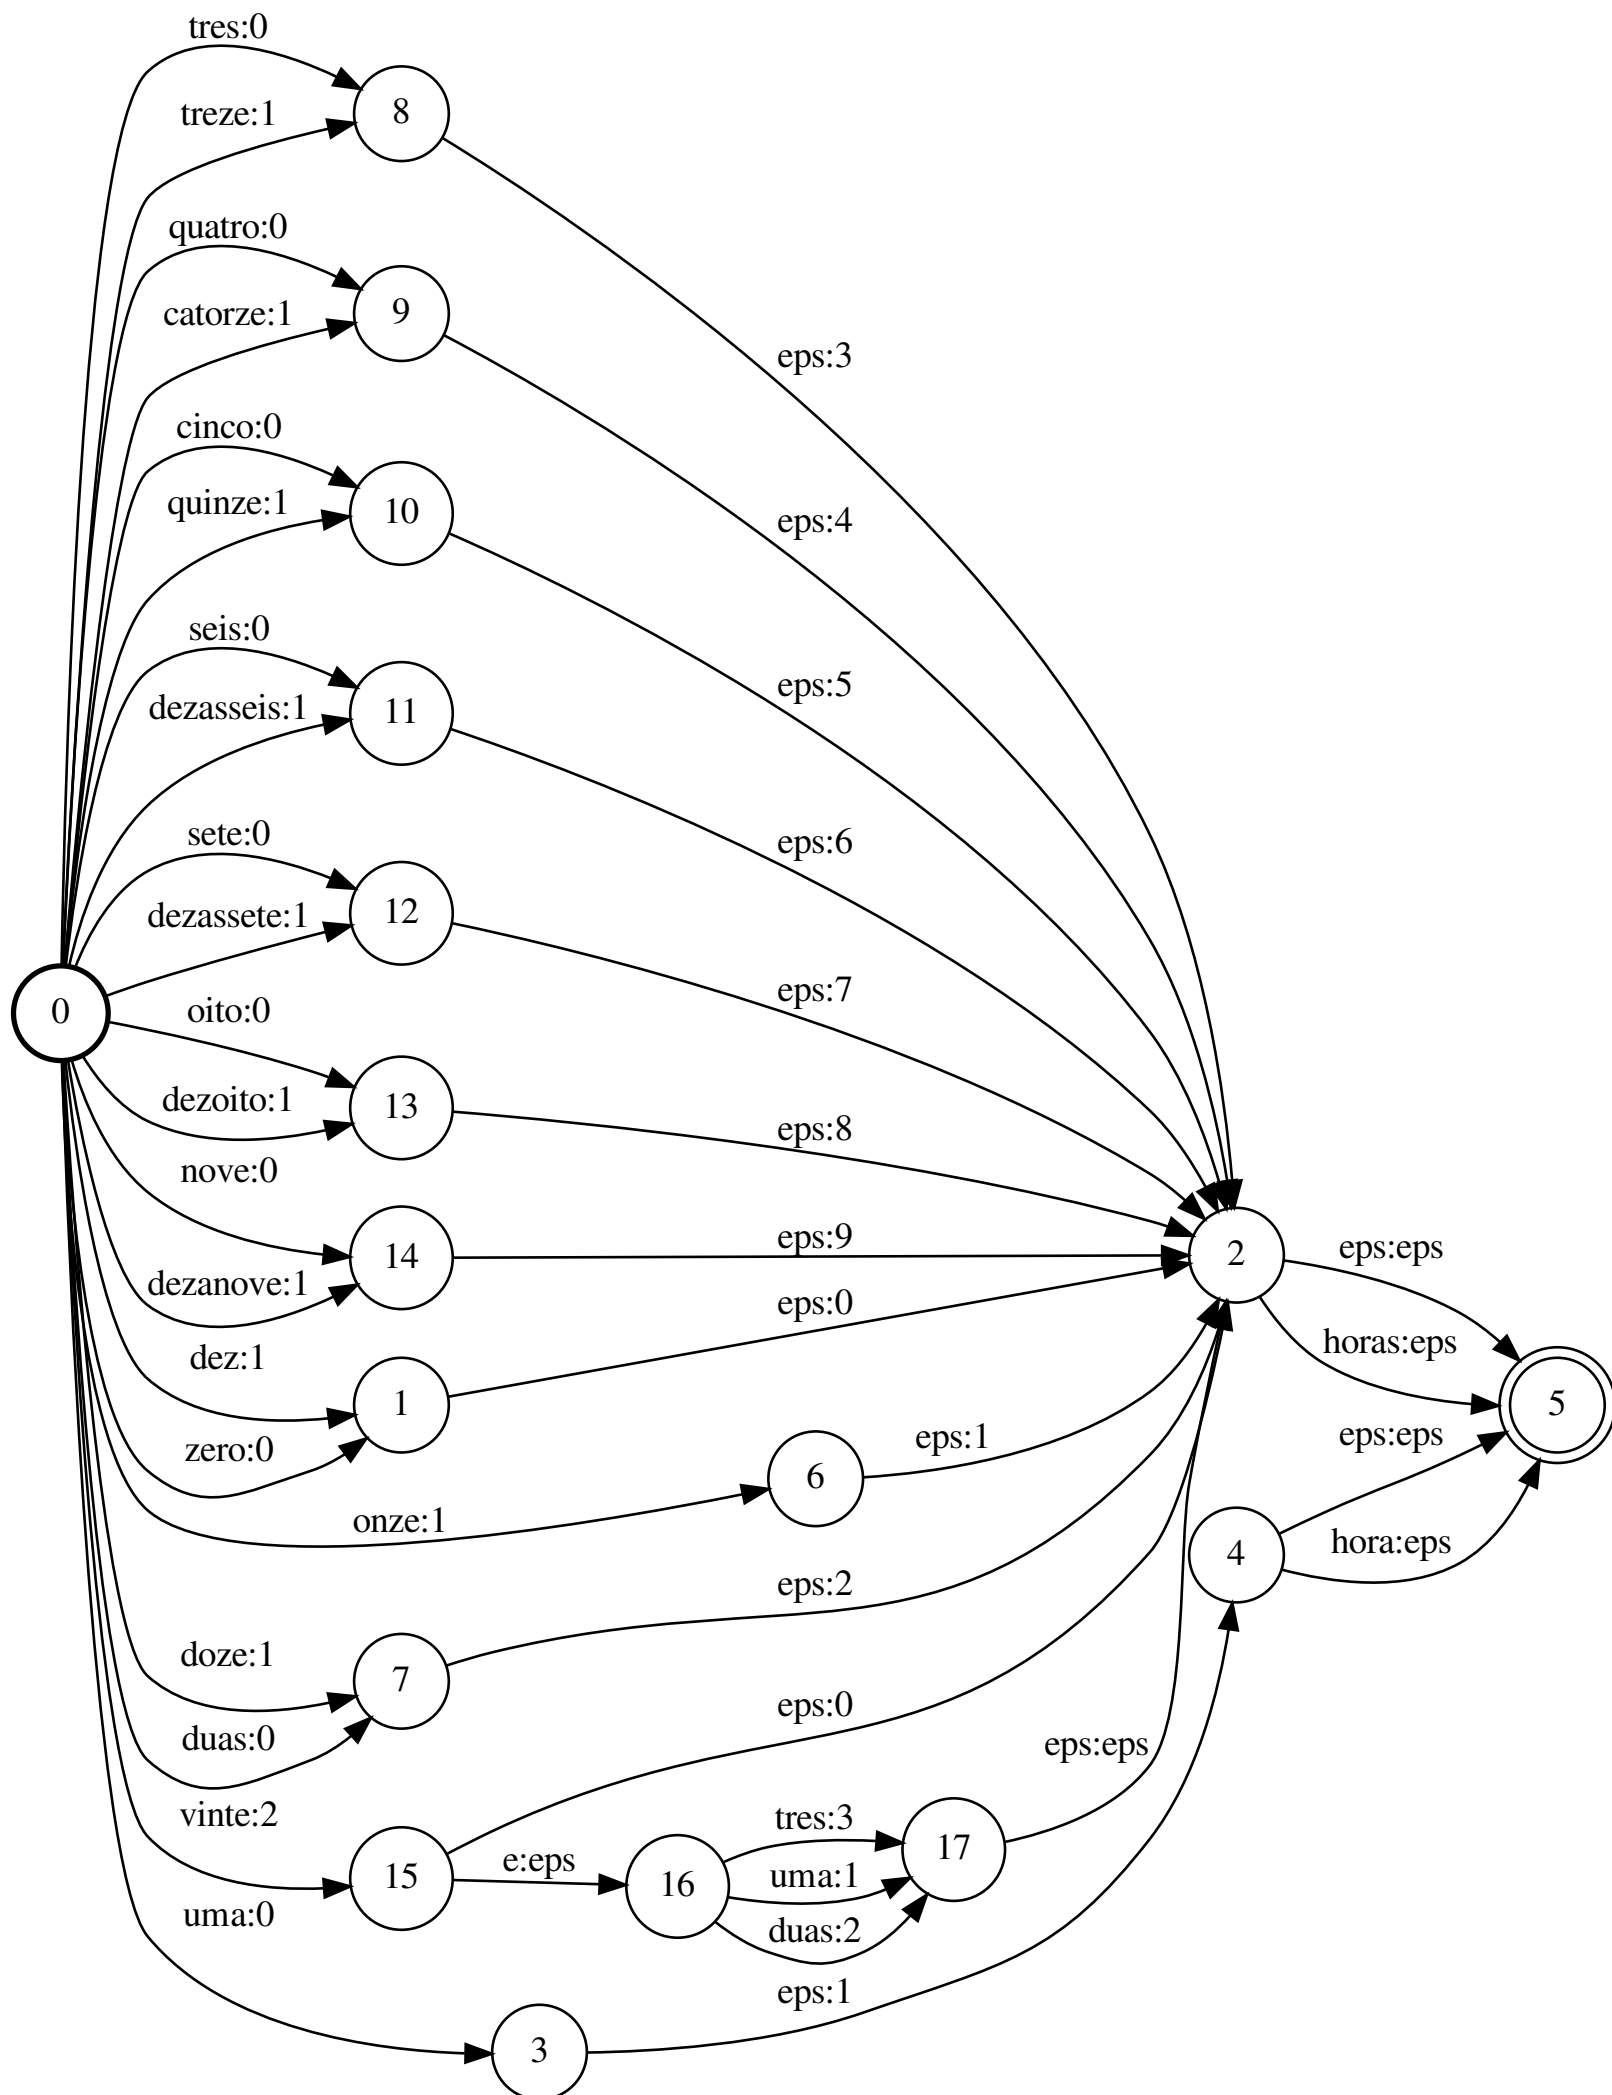 tres:0
8
treze:1
quatro:0
9
catorze:1
eps:3
cinco:0
quinze:1
10
eps:4
seis:0
dezasseis:1
11
eps:5
sete:0
eps:6
dezassete:1
12
0
oito:0
eps:7
dezoito:1
13
eps:8
nove:0
14
eps:9
2
eps:eps
dezanove:1
eps:0
dez:1
horas:eps
1
5
zero:0
eps:1
eps:eps
6
onze:1
4
hora:eps
eps:2
doze:1
7
duas:0
eps:0
eps:eps
vinte:2
tres:3
15
e:eps
16
uma:1
17
uma:0
duas:2
eps:1
3